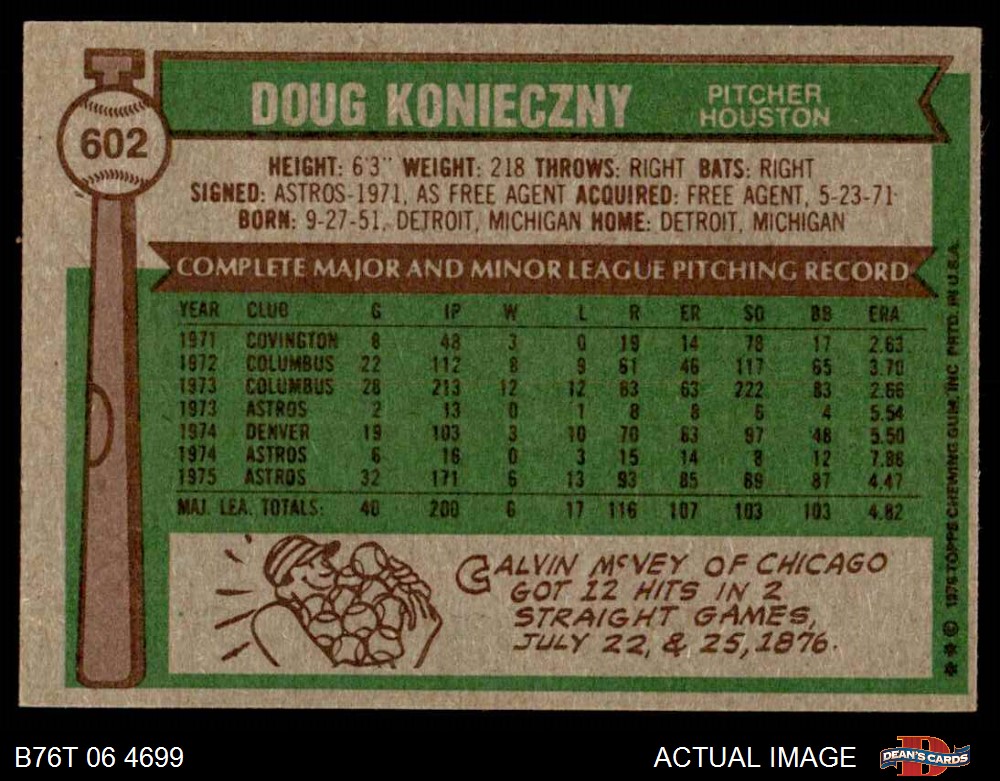 602
DOUG KONIECZNY
PITCHER
HOUSTON
HEIGHT: 6'3" WEIGHT: 218 THROWS: RIGHT BATS: RIGHT
SIGNED: ASTROS-1971, AS FREE AGENT ACQUIRED: FREE AGENT, 5-23-71
BORN: 9-27-51, DETROIT, MICHIGAN HOME: DETROIT, MICHIGAN
COMPLETE MAJOR AND MINOR LEAGUE PITCHING RECORD
YEAR CLUB G IP W L R ER SO BB ERA
1971 COVINGTON 8 48 3 0 19 14 78 17 2.63
1972 COLUMBUS 22 112 8 9 61 46 117 65 3.70
1973 COLUMBUS 28 213 12 12 83 63 222 83 2.66
1973 ASTROS 2 13 0 1 8 8 6 4 5.54
1974 DENVER 19 103 3 10 70 63 97 48 5.50
1974 ASTROS 6 16 0 3 15 14 8 12 7.88
1975 ASTROS 32 171 6 13 93 85 89 87 4.47
MAJ. LEA. TOTALS: 40 200 6 17 116 107 103 103 4.82
CALVIN McVEY OF CHICAGO
GOT 12 HITS IN 2
STRAIGHT GAMES,
JULY 22, & 25, 1876.
** © 1976 TOPPS CHEWING GUM, INC. PRTD. IN U.S.A.
B76T 06 4699
ACTUAL IMAGE
D
DEAN'S CARDS